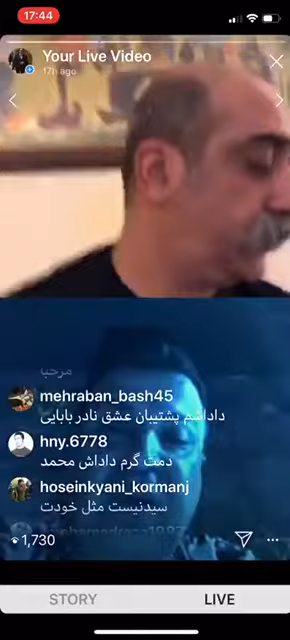 17:44
Your Live Video
17h ago
مرحبا
mehraban_bash45
داداشم پشتیبان عشق نادر بابایی
hny.6778
دمت گرم داداش محمد
hoseinkyani_kormanj
سیدنیست مثل خودت
1,730
STORY
LIVE